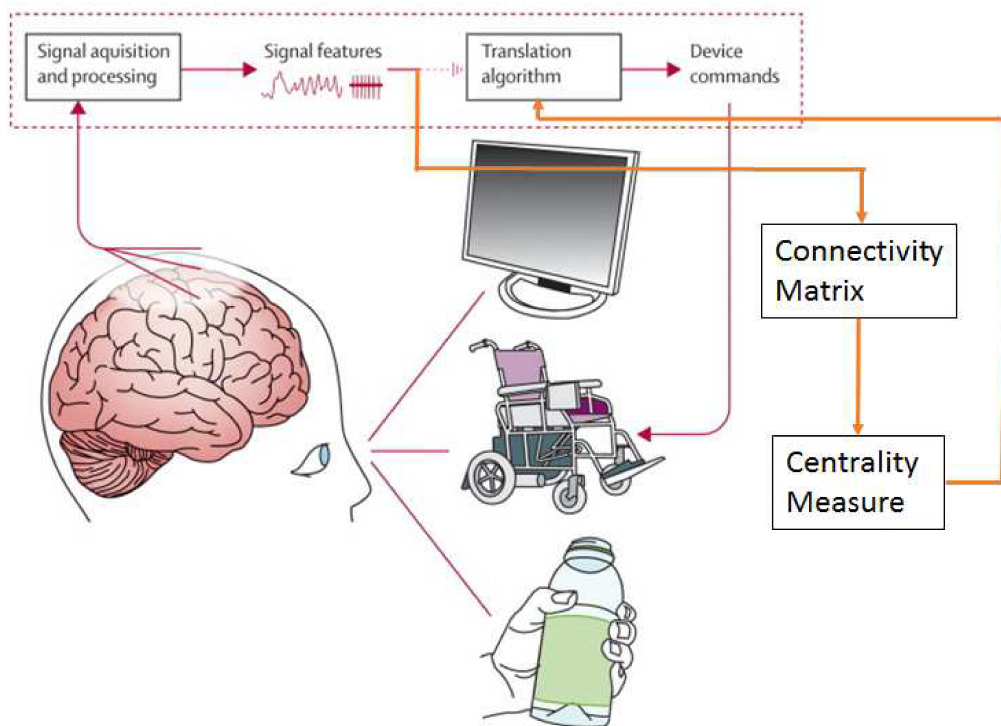 Signal aquisition
and processing
Signal features
Translation
algorithm
Device
commands
Connectivity
Matrix
Centrality
Measure